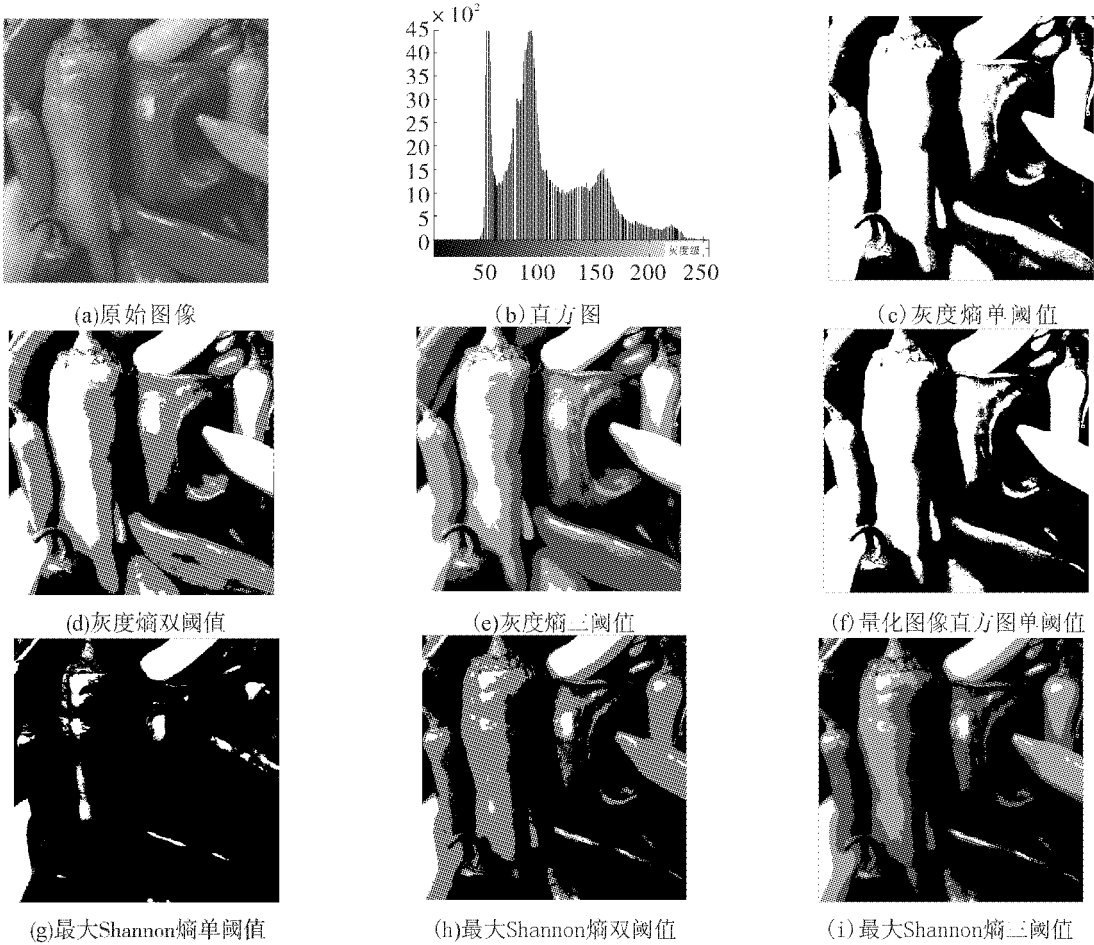 45×10²
40
35
30
25
20
15
10
5
0
灰度级
50 100 150 200 250
(a)原始图像
(b)直方图
(c)灰度熵单阈值
(d)灰度熵双阈值
(e)灰度熵三阈值
(f)量化图像直方图单阈值
(g)最大Shannon熵单阈值
(h)最大Shannon熵双阈值
(i)最大Shannon熵三阈值